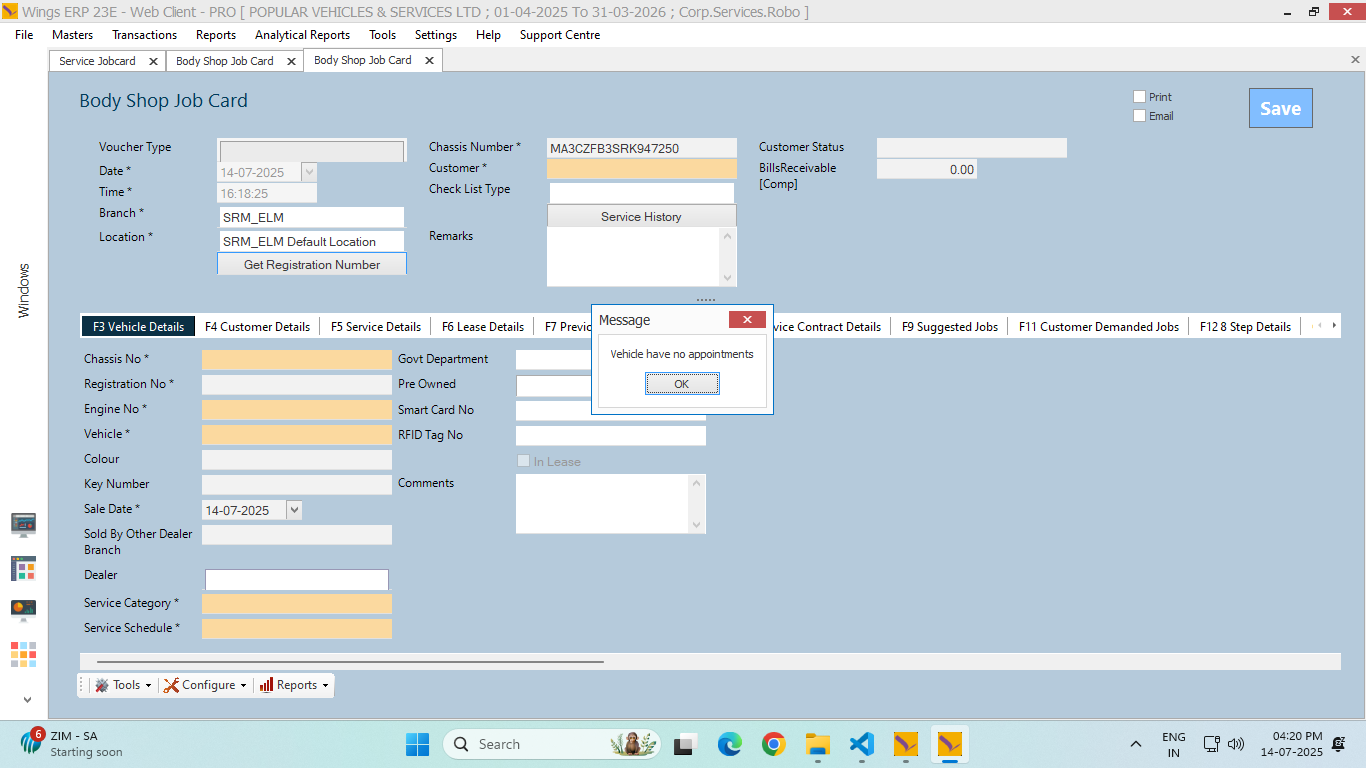 Wings ERP 23E - Web Client - PRO [ POPULAR VEHICLES & SERVICES LTD ; 01-04-2025 To 31-03-2026 ; Corp.Services.Robo ]
File Masters Transactions Reports Analytical Reports Tools Settings Help Support Centre
Service Jobcard Body Shop Job Card Body Shop Job Card
Body Shop Job Card
Print
Email
Save
Voucher Type
Date *
14-07-2025
Time *
16:18:25
Branch *
SRM_ELM
Location *
SRM_ELM Default Location
Get Registration Number
Chassis Number *
MA3CZFB3SRK947250
Customer *
Check List Type
Service History
Remarks
Customer Status
BillsReceivable
[Comp]
0.00
Windows
F3 Vehicle Details F4 Customer Details F5 Service Details F6 Lease Details F7 Previo vice Contract Details F9 Suggested Jobs F11 Customer Demanded Jobs F12 8 Step Details
Message
Vehicle have no appointments
OK
Chassis No *
Registration No *
Engine No *
Vehicle *
Colour
Key Number
Sale Date *
14-07-2025
Sold By Other Dealer
Branch
Dealer
Service Category *
Service Schedule *
Govt Department
Pre Owned
Smart Card No
RFID Tag No
In Lease
Comments
Tools Configure Reports
6
ZIM - SA
Starting soon
Search
ENG
IN
04:20 PM
14-07-2025